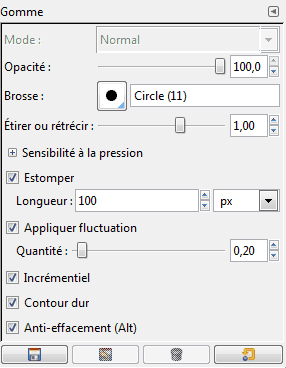 Gomme
Mode : Normal
Opacité : 100,0
Brosse : Circle (11)
Étirer ou rétrécir : 1,00
Sensibilité à la pression
Estomper
Longueur : 100 px
Appliquer fluctuation
Quantité : 0,20
Incrémentiel
Contour dur
Anti-effacement (Alt)